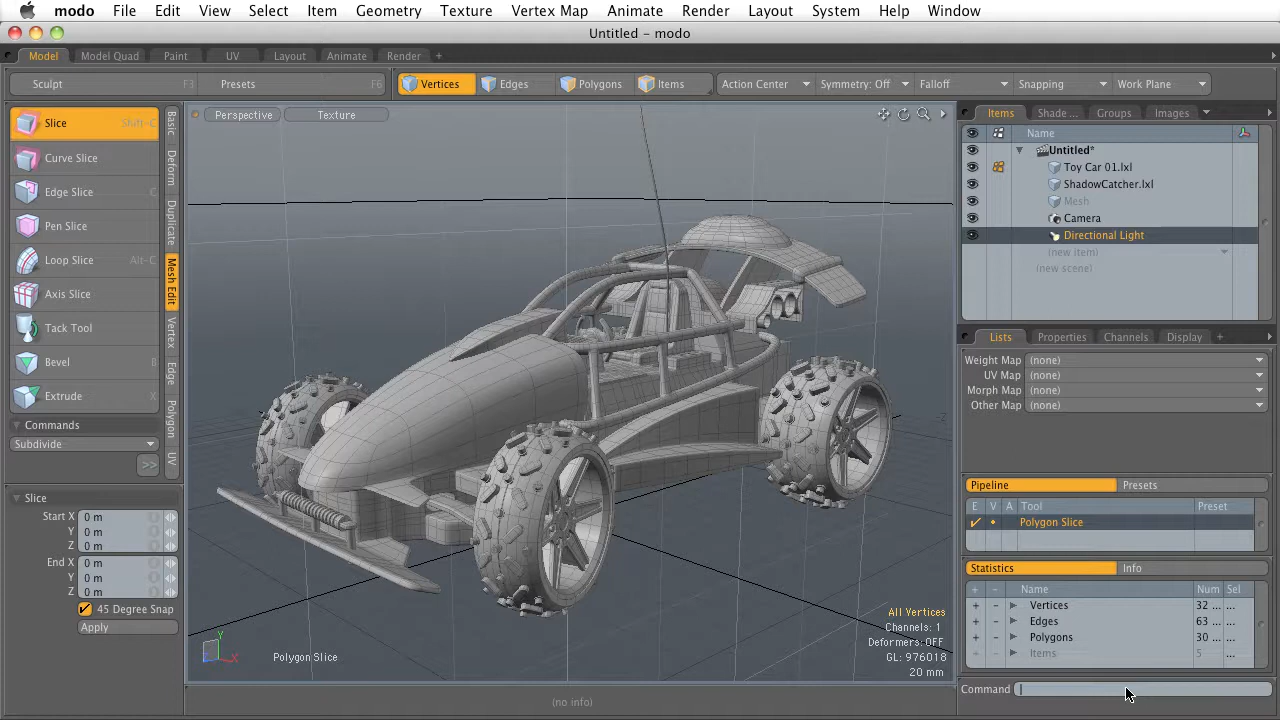 modo File Edit View Select Item Geometry Texture Vertex Map Animate Render Layout System Help Window
Untitled – modo
Model Model Quad Paint UV Layout Animate Render +
Sculpt F3 Presets F6 Vertices Edges Polygons Items Action Center Symmetry: Off Falloff Snapping Work Plane
Slice Shift-C
Curve Slice
Edge Slice C
Pen Slice
Loop Slice Alt-C
Axis Slice
Tack Tool
Bevel B
Extrude
Commands
Subdivide
>>
Basic
Deform
Duplicate
Mesh Edit
Vertex
Edge
Polygon
UV
Slice
Start X 0 m
Y 0 m
Z 0 m
End X 0 m
Y 0 m
Z 0 m
45 Degree Snap
Apply
Perspective Texture
Y
X
Polygon Slice
All Vertices
Channels: 1
Deformers: OFF
GL: 976018
20 mm
(no info)
Items Shade ... Groups Images
Name
Untitled*
Toy Car 01.lxl
ShadowCatcher.lxl
Mesh
Camera
Directional Light
(new item)
(new scene)
Lists Properties Channels Display +
Weight Map (none)
UV Map (none)
Morph Map (none)
Other Map (none)
Pipeline Presets
E V A Tool Preset
Polygon Slice
Statistics Info
+ – Name Num Sel
+ – Vertices 32 ... ...
+ – Edges 63 ... ...
+ – Polygons 30 ... ...
+ – Items 5 ...
Command